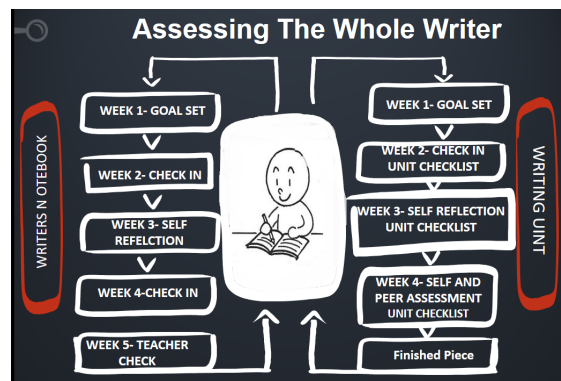 Assessing The Whole Writer
WRITERS N OTEBOOK
WEEK 1- GOAL SET
WEEK 2- CHECK IN
WEEK 3- SELF
REFELCTION
WEEK 4-CHECK IN
WEEK 5- TEACHER
CHECK
WEEK 1- GOAL SET
WEEK 2- CHECK IN
UNIT CHECKLIST
WEEK 3- SELF REFLECTION
UNIT CHECKLIST
WEEK 4- SELF AND
PEER ASSESSMENT
UNIT CHECKLIST
Finished Piece
WRITING UINT